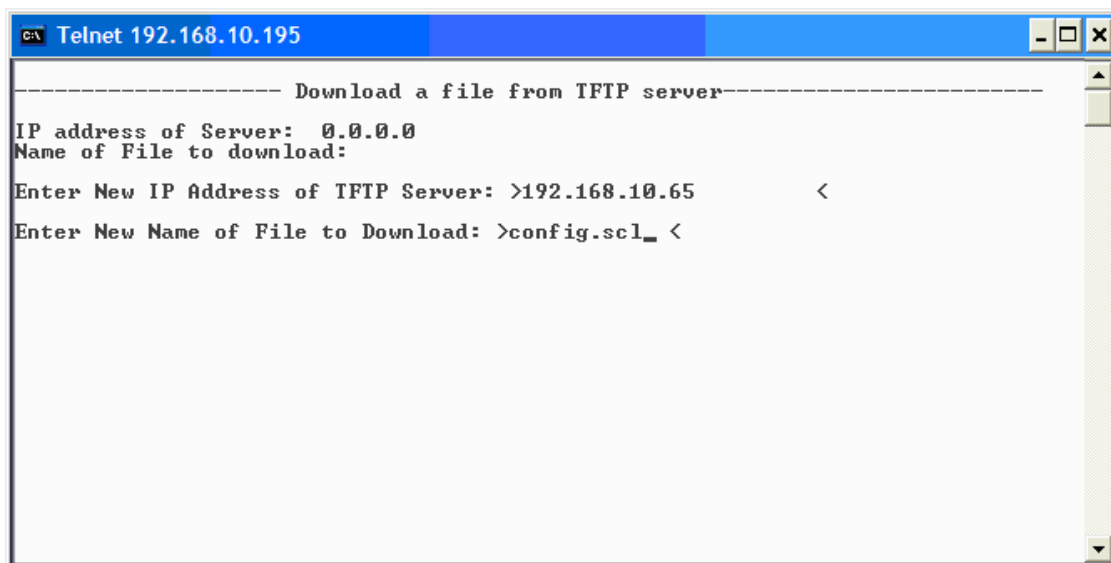 Telnet 192.168.10.195
-------------------- Download a file from TFTP server------------------------
IP address of Server:  0.0.0.0
Name of File to download:
Enter New IP Address of TFTP Server: >192.168.10.65         <
Enter New Name of File to Download: >config.scl_ <